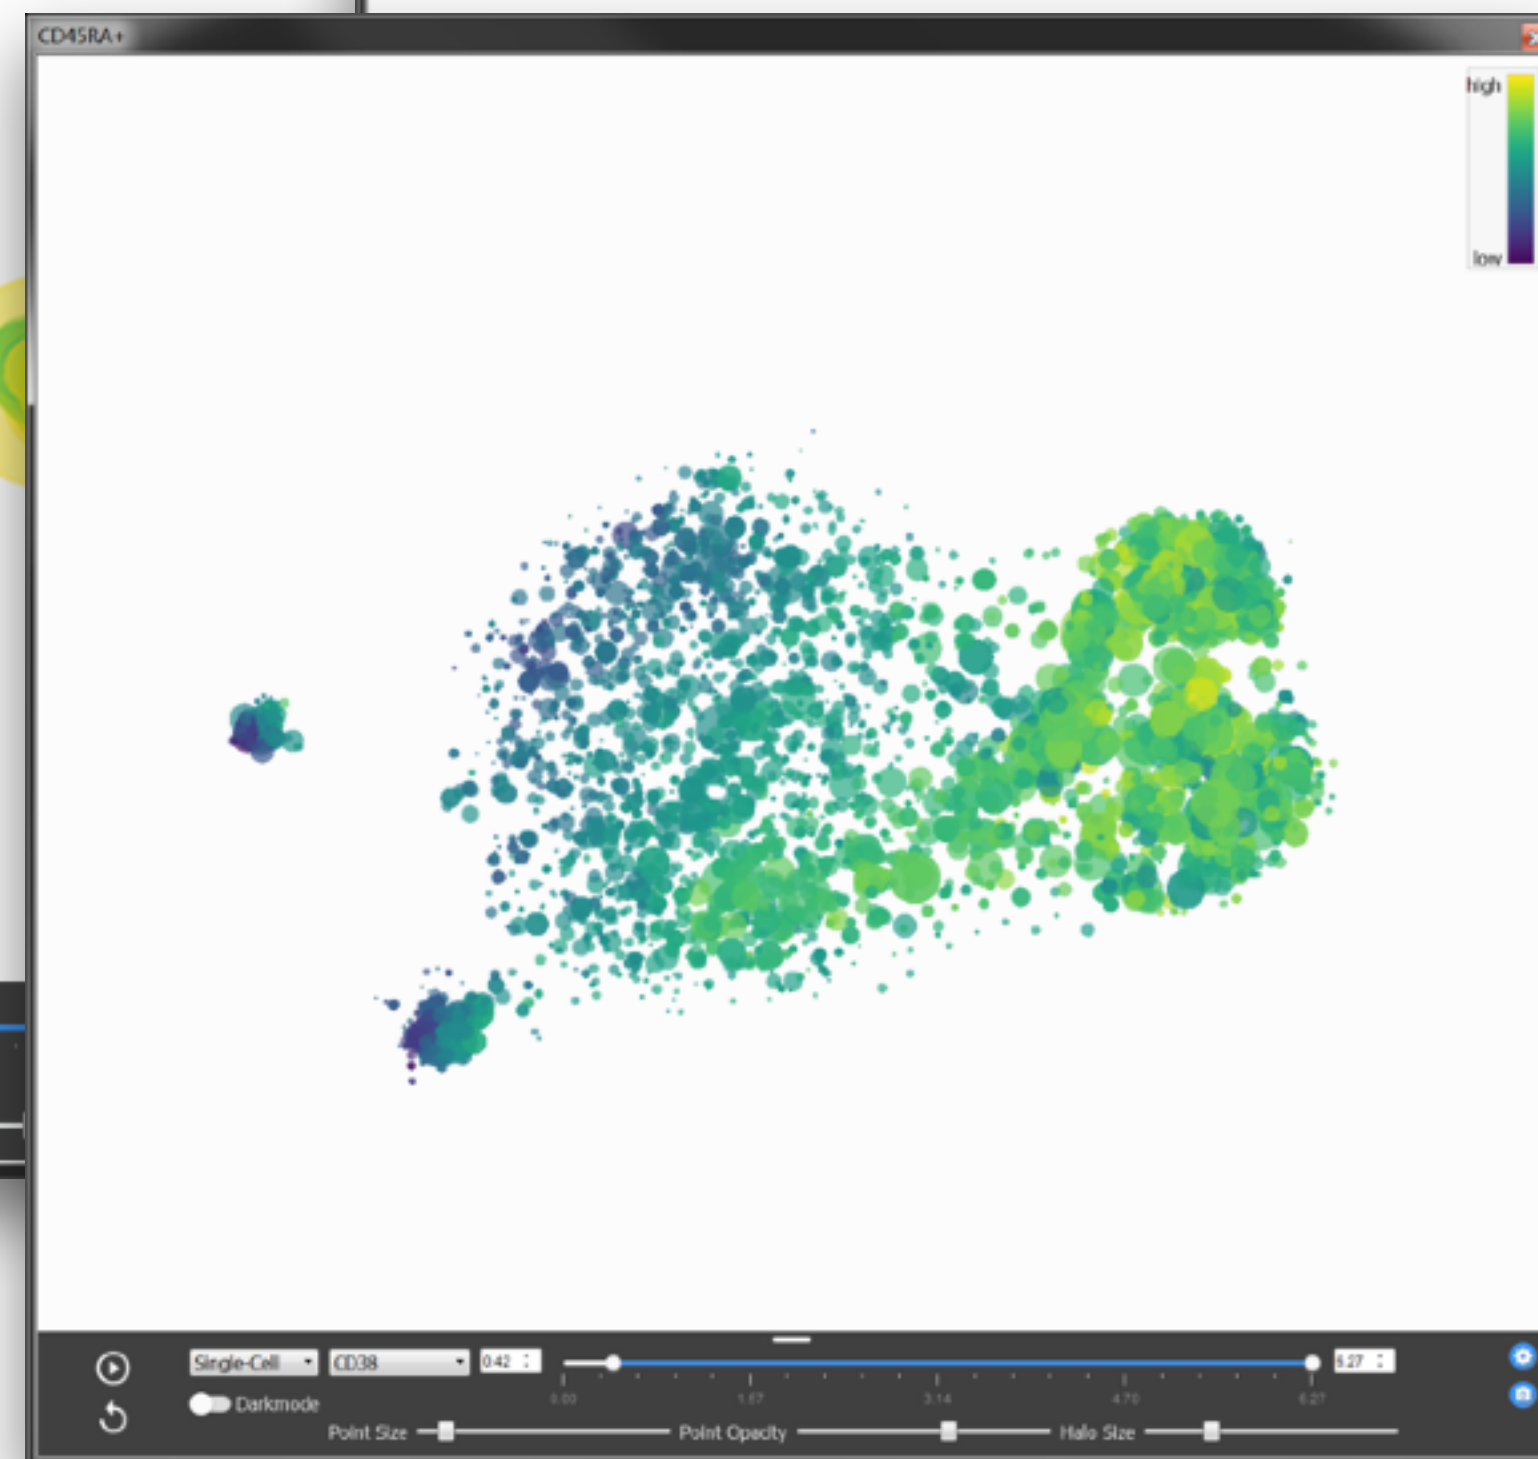 CD45RA+
high
low
Single-Cell CD38 0.42 6.27
0.00 1.57 3.14 4.70 6.27
Darkmode
Point Size Point Opacity Halo Size